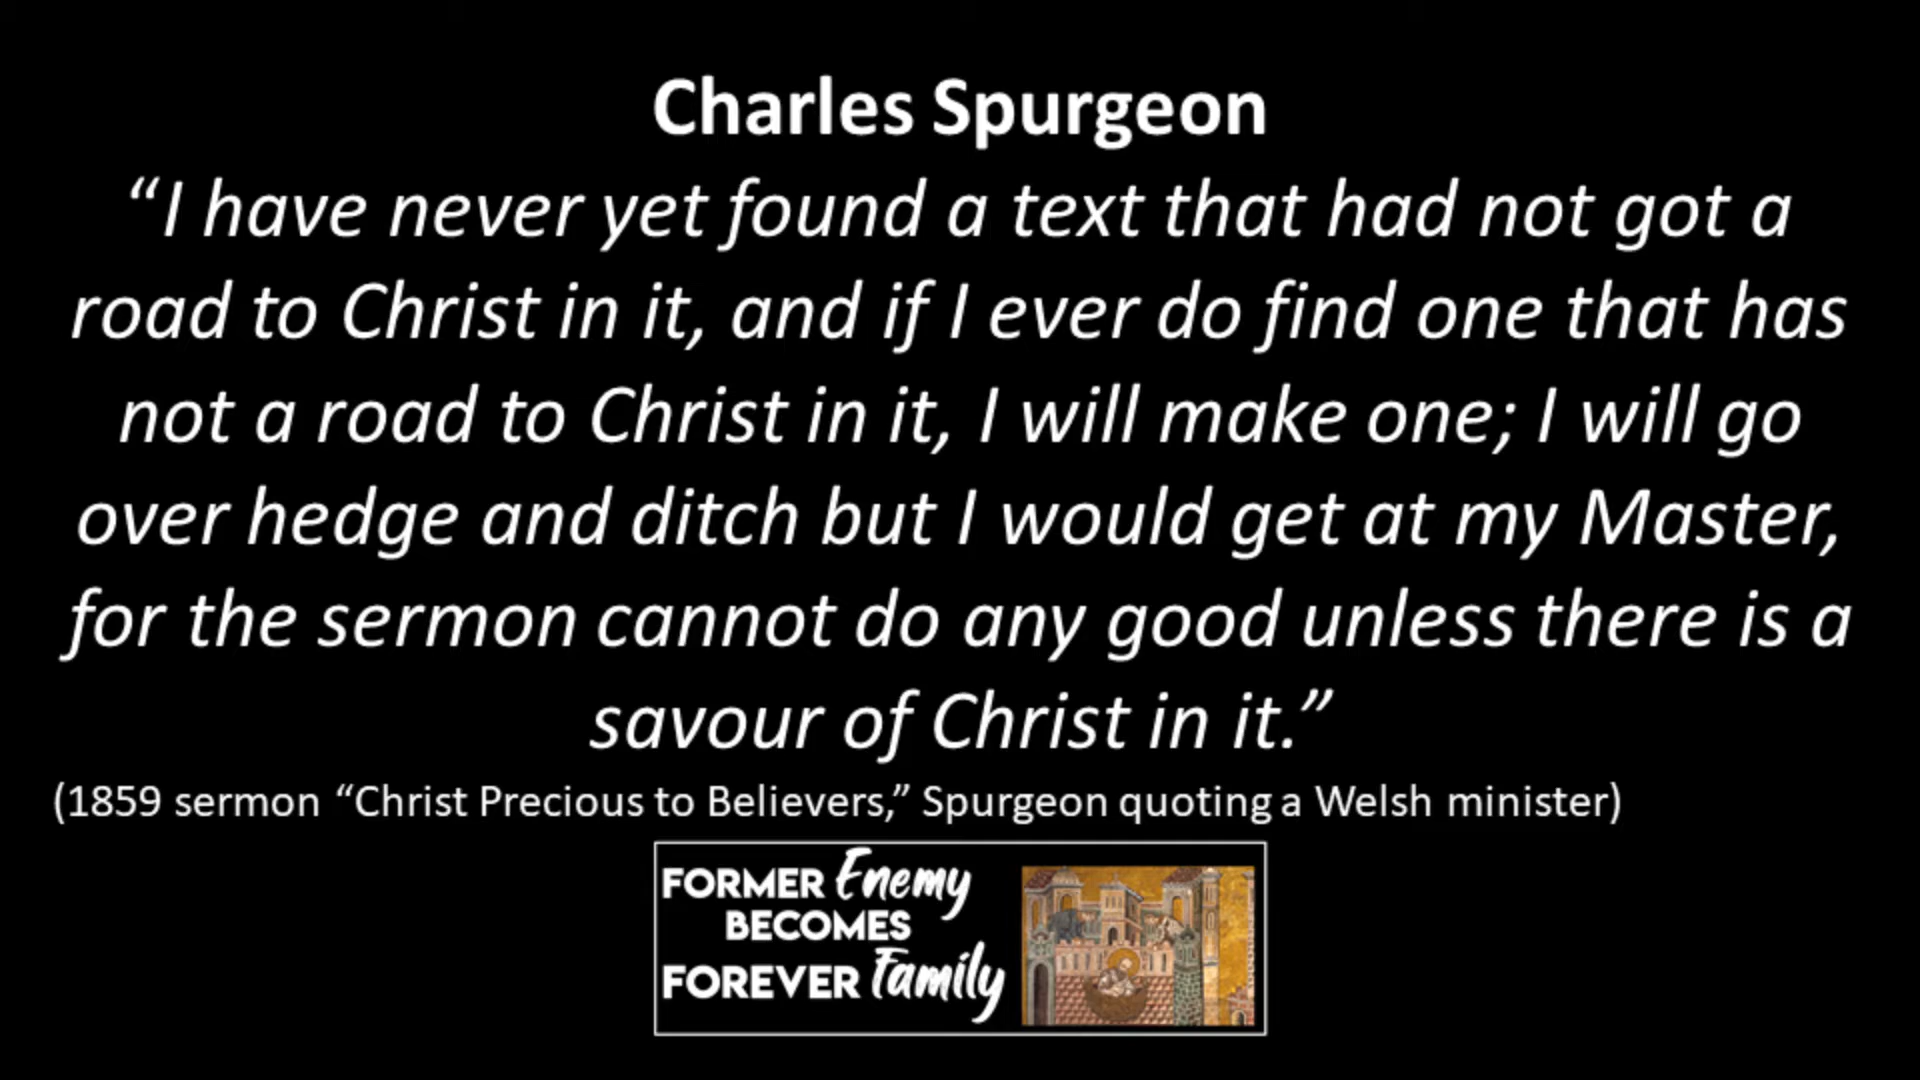 Charles Spurgeon
“I have never yet found a text that had not got a
road to Christ in it, and if I ever do find one that has
not a road to Christ in it, I will make one; I will go
over hedge and ditch but I would get at my Master,
for the sermon cannot do any good unless there is a
savour of Christ in it.”
(1859 sermon “Christ Precious to Believers,” Spurgeon quoting a Welsh minister)
FORMER Enemy
BECOMES
FOREVER Family